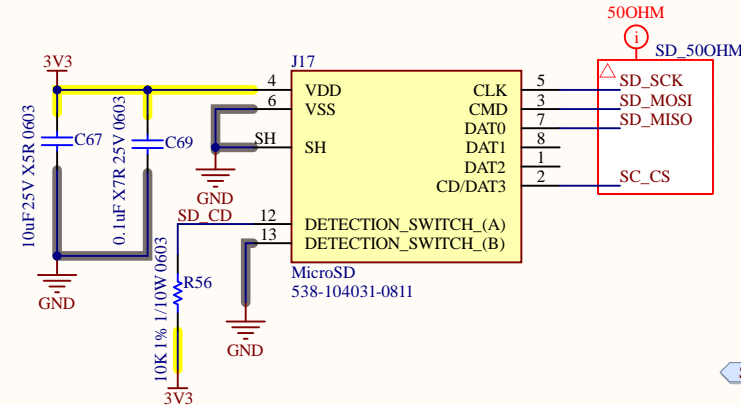 50OHM
i
SD_50OHM
3V3
J17
4 VDD CLK 5 SD_SCK
6 VSS CMD 3 SD_MOSI
DAT0 7 SD_MISO
SH SH DAT1 8
DAT2 1
CD/DAT3 2 SC_CS
C67
10uF 25V X5R 0603
C69
0.1uF X7R 25V 0603
GND
GND
SD_CD 12 DETECTION_SWITCH_(A)
13 DETECTION_SWITCH_(B)
MicroSD
538-104031-0811
R56
10K 1% 1/10W 0603
GND
3V3